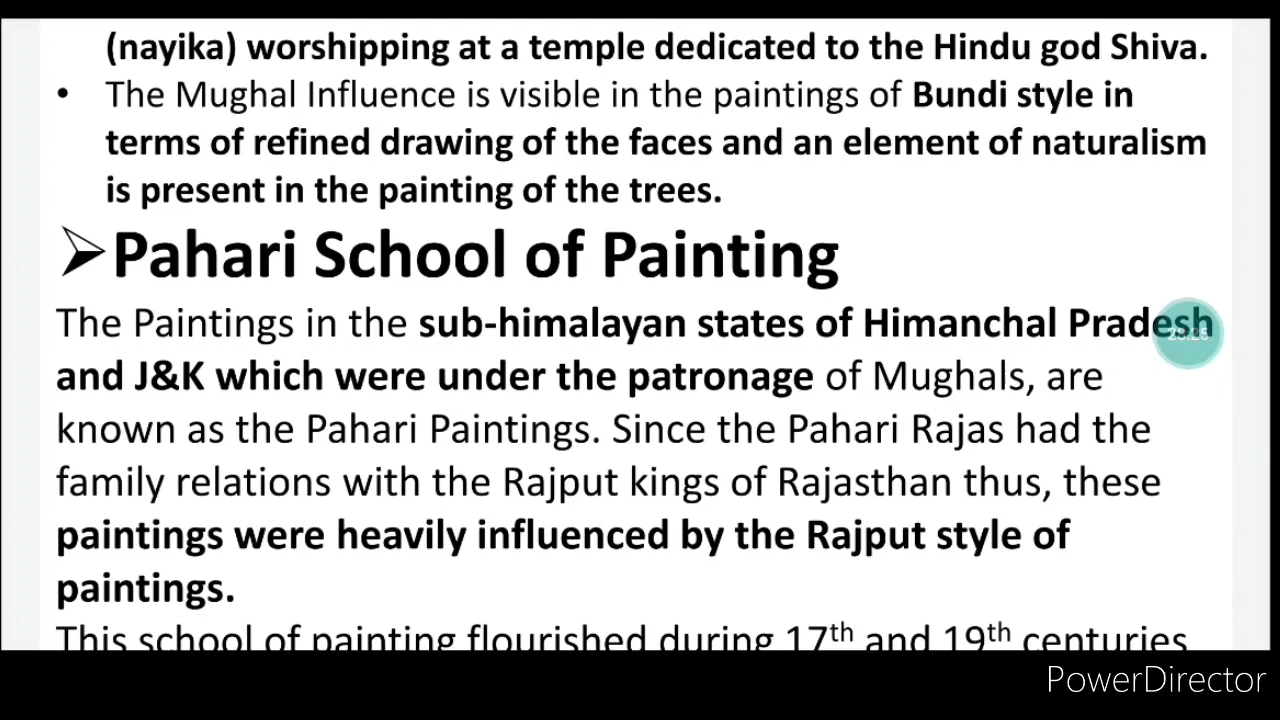 (nayika) worshipping at a temple dedicated to the Hindu god Shiva.
• The Mughal Influence is visible in the paintings of Bundi style in
terms of refined drawing of the faces and an element of naturalism
is present in the painting of the trees.
➢Pahari School of Painting
The Paintings in the sub-himalayan states of Himanchal Pradesh
and J&K which were under the patronage of Mughals, are
known as the Pahari Paintings. Since the Pahari Rajas had the
family relations with the Rajput kings of Rajasthan thus, these
paintings were heavily influenced by the Rajput style of
paintings.
This school of painting flourished during 17th and 19th centuries
PowerDirector